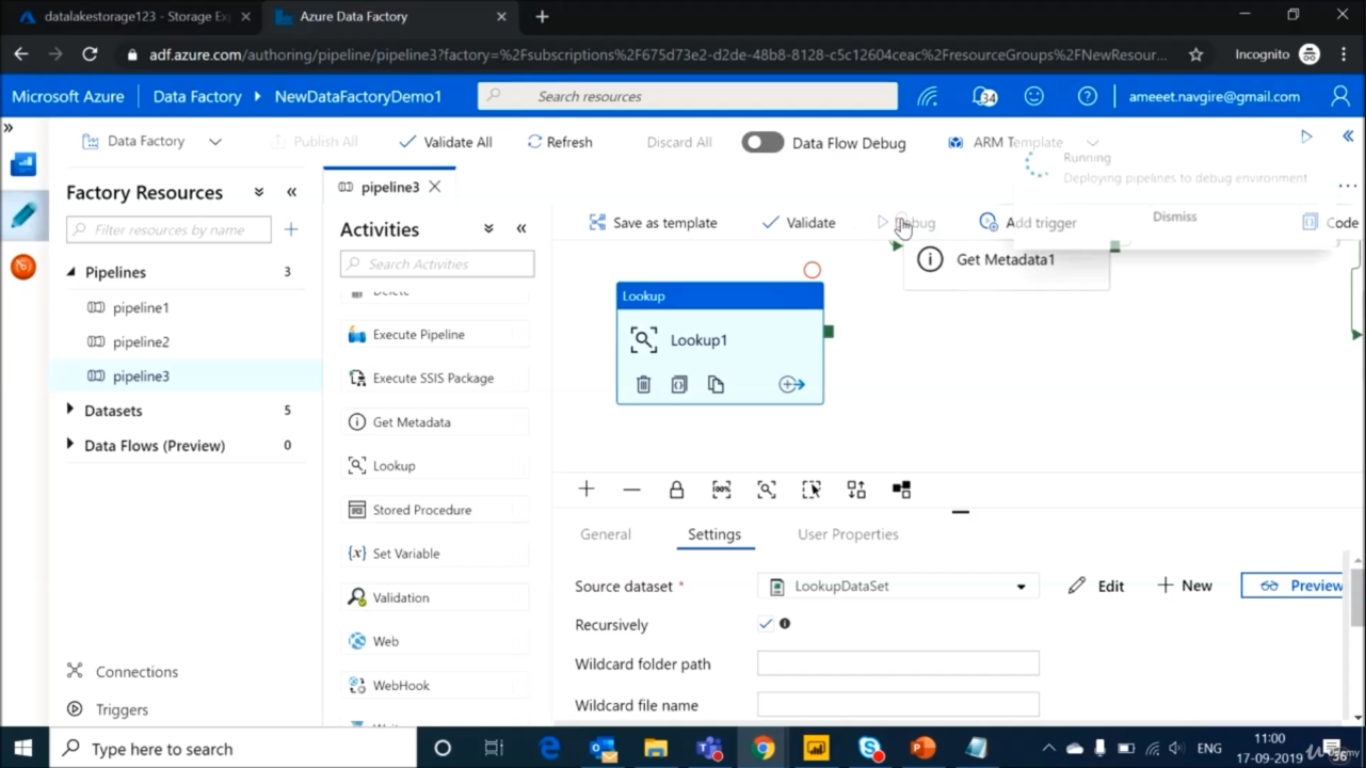 datalakestorage123 - Storage Ex
Azure Data Factory
adf.azure.com/authoring/pipeline/pipeline3?factory=%2Fsubscriptions%2F675d73e2-d2de-48b8-8128-c5c12604ceac%2FresourceGroups%2FNewResour...
Incognito
Microsoft Azure
Data Factory
NewDataFactoryDemo1
Search resources
34
ameeet.navgire@gmail.com
Data Factory
Publish All
Validate All
Refresh
Discard All
Data Flow Debug
ARM Template
Running
Deploying pipelines to debug environment
Dismiss
Factory Resources
Filter resources by name
Pipelines 3
pipeline1
pipeline2
pipeline3
Datasets 5
Data Flows (Preview) 0
Connections
Triggers
pipeline3
Activities
Search Activities
Delete
Execute Pipeline
Execute SSIS Package
Get Metadata
Lookup
Stored Procedure
Set Variable
Validation
Web
WebHook
Save as template
Validate
Debug
Add trigger
Code
Get Metadata1
Lookup
Lookup1
100%
General
Settings
User Properties
Source dataset *
LookupDataSet
Edit
New
Preview
Recursively
Wildcard folder path
Wildcard file name
Type here to search
ENG
11:00
17-09-2019
36